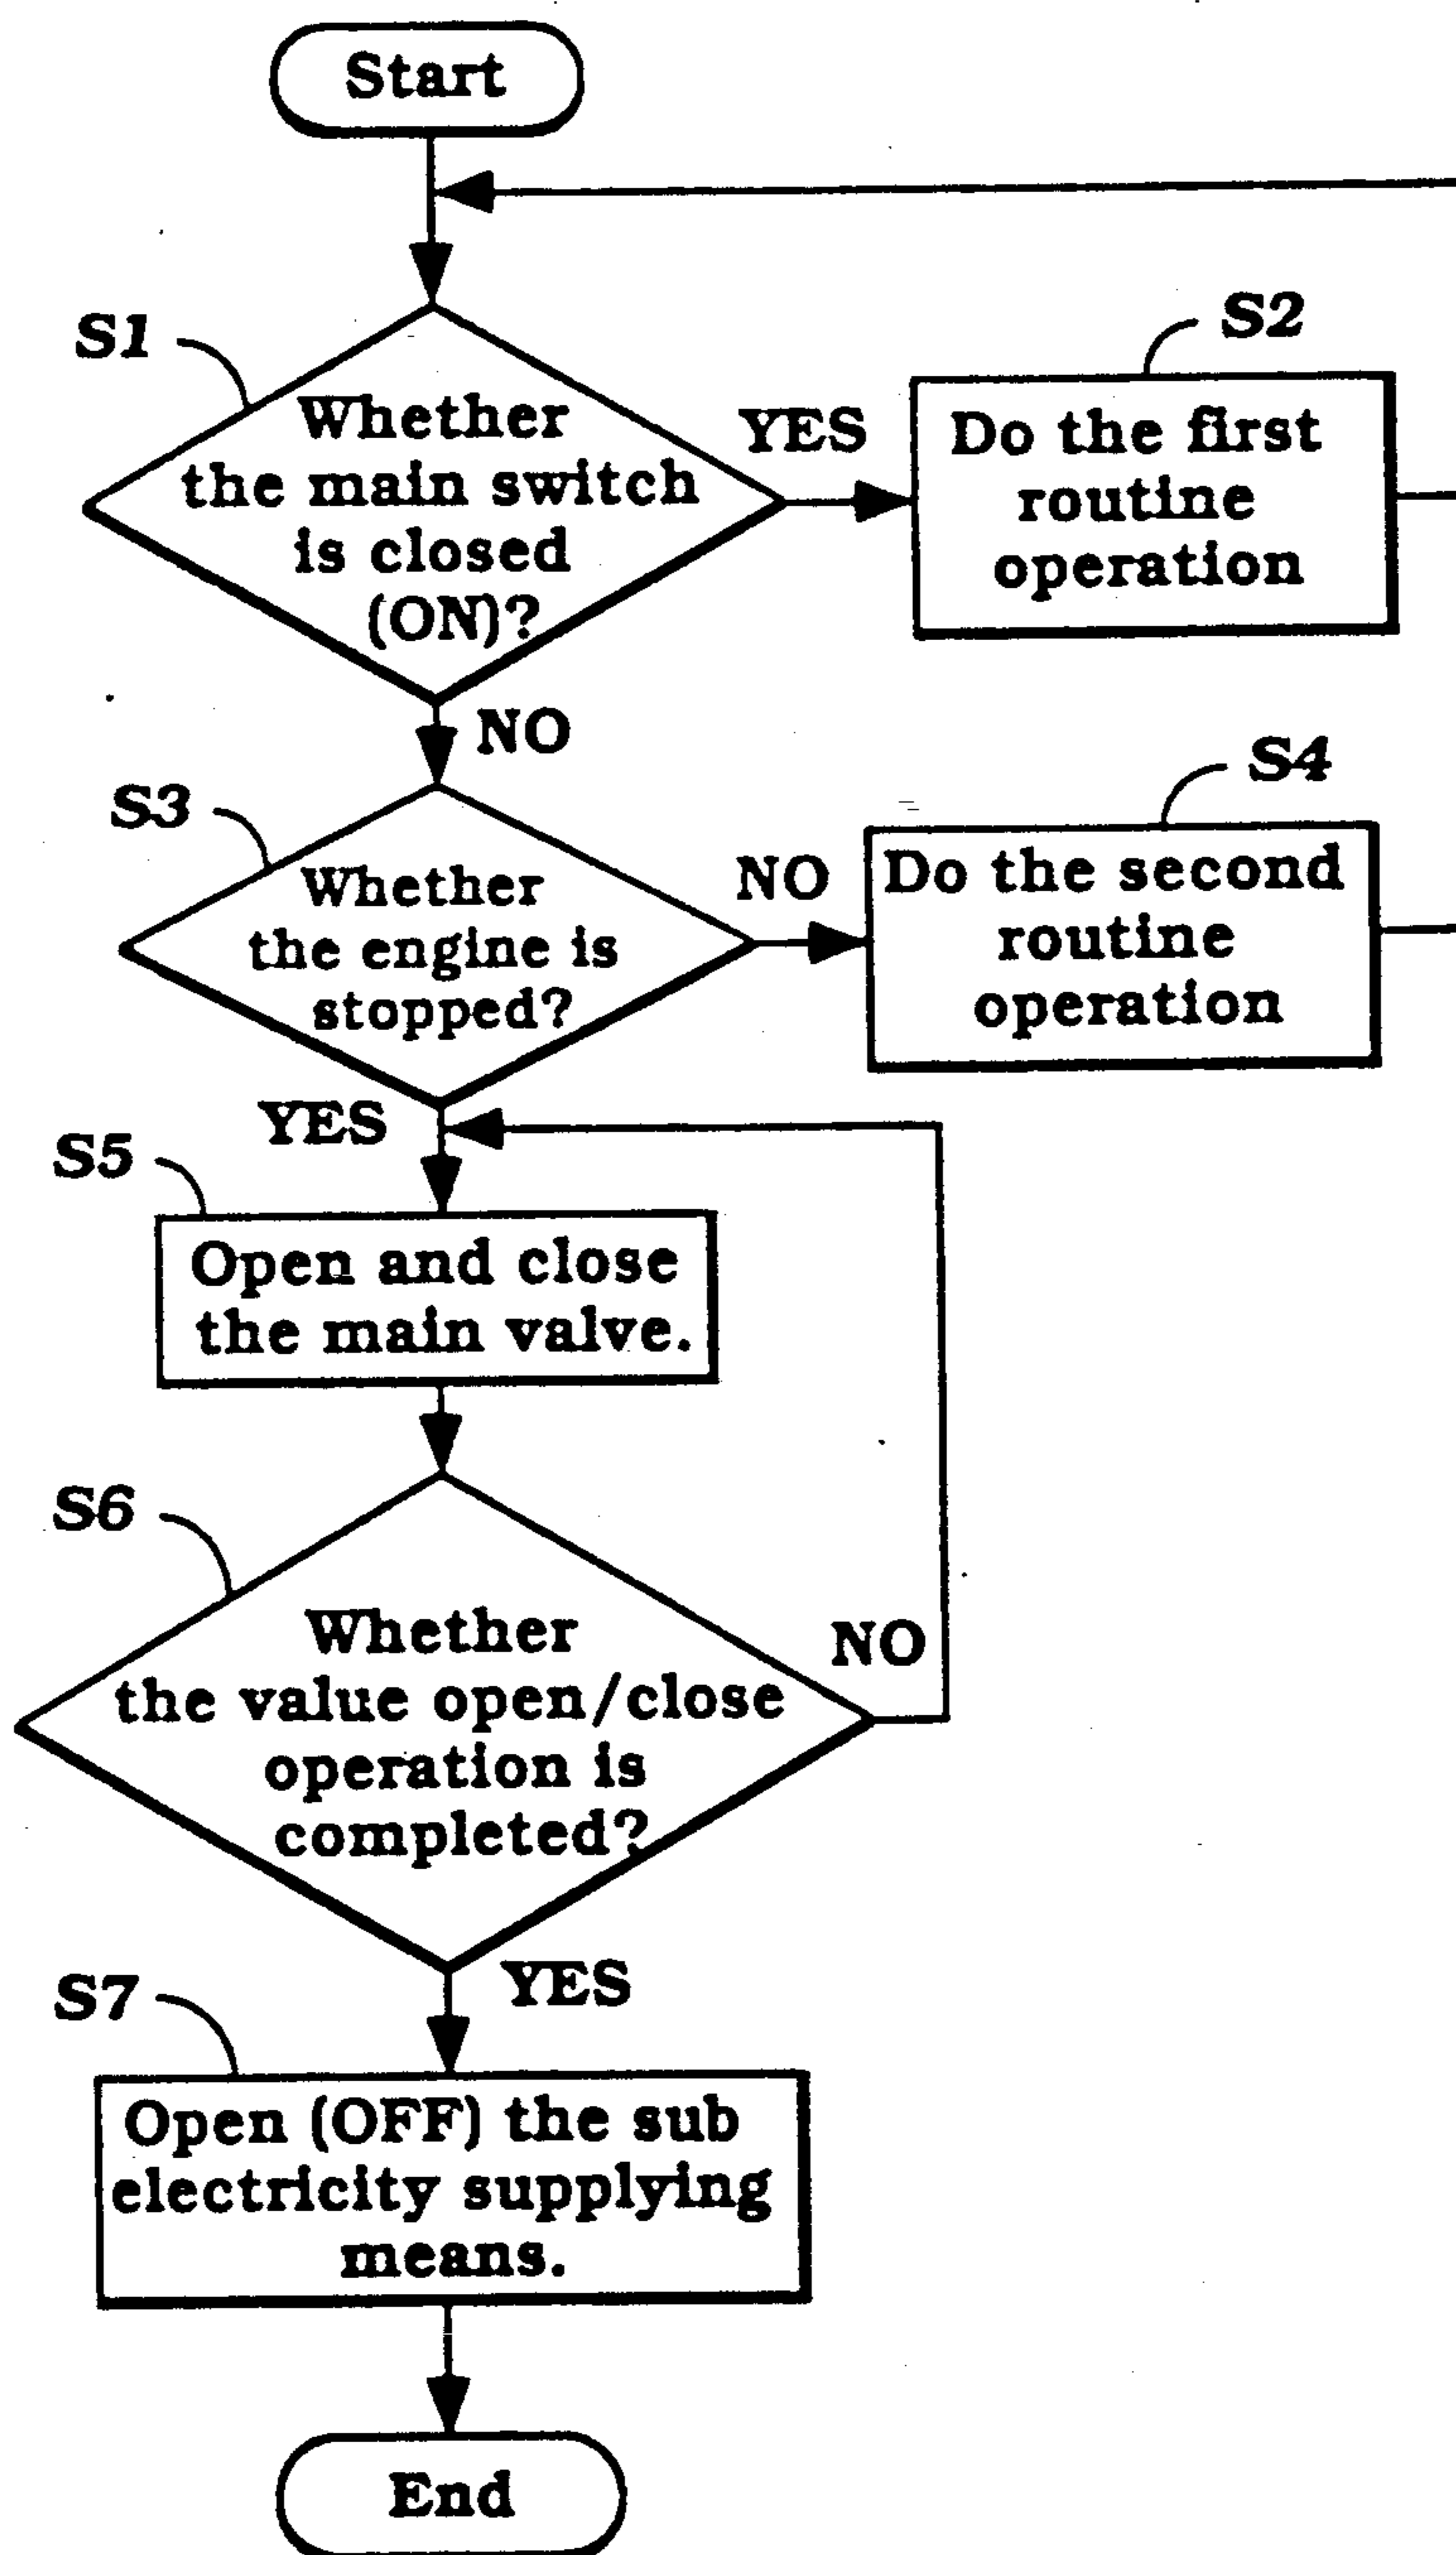 Start
S1
Whether
the main switch
is closed
(ON)?
YES
S2
Do the first
routine
operation
NO
S3
Whether
the engine is
stopped?
NO
S4
Do the second
routine
operation
YES
S5
Open and close
the main valve.
S6
Whether
the value open/close
operation is
completed?
NO
YES
S7
Open (OFF) the sub
electricity supplying
means.
End